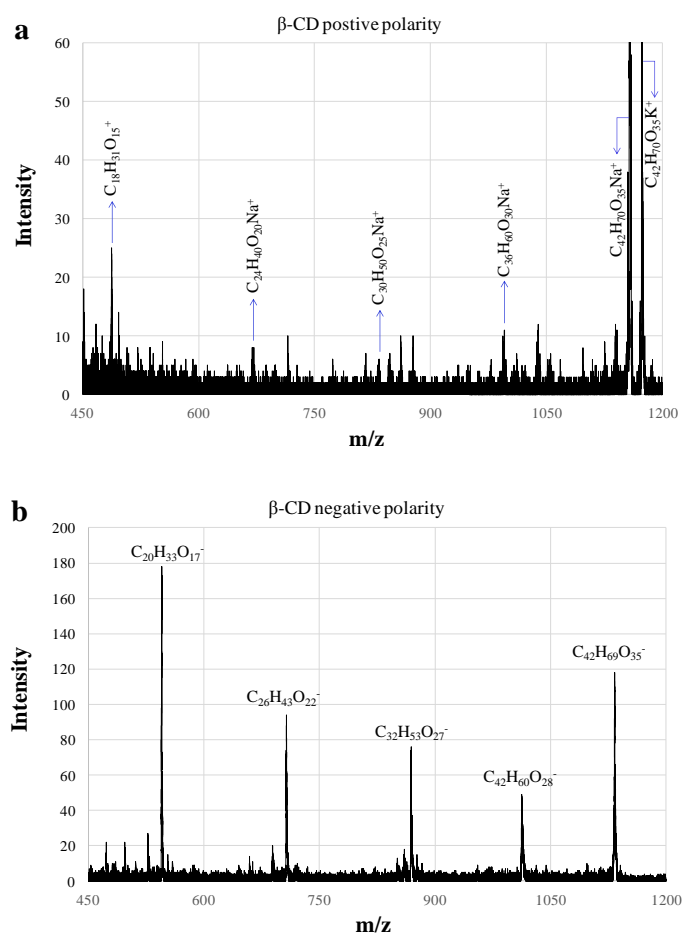 a
β-CD postive polarity
60
50
40
30
20
10
0
Intensity
C₁₈H₃₁O₁₅⁺
C₂₄H₄₀O₂₀Na⁺
C₃₀H₅₀O₂₅Na⁺
C₃₆H₆₀O₃₀Na⁺
C₄₂H₇₀O₃₅Na⁺
C₄₂H₇₀O₃₅K⁺
450 600 750 900 1050 1200
m/z
b
β-CD negative polarity
200
180
160
140
120
100
80
60
40
20
0
Intensity
C₂₀H₃₃O₁₇⁻
C₂₆H₄₃O₂₂⁻
C₃₂H₅₃O₂₇⁻
C₄₂H₆₀O₂₈⁻
C₄₂H₆₉O₃₅⁻
450 600 750 900 1050 1200
m/z